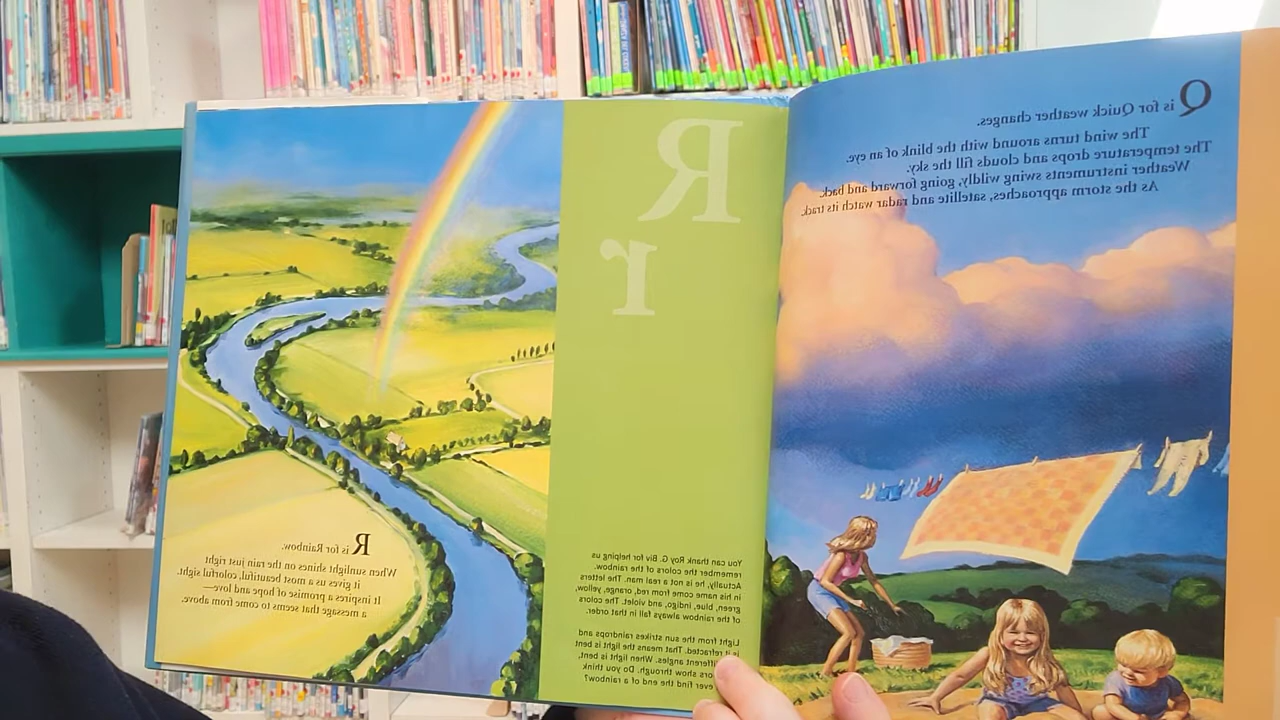 Q is for Quick weather changes.
The wind turns around with the blink of an eye.
The temperature drops and clouds fill the sky.
Weather instruments swing wildly, going forward and back
As the storm approaches, satellite and radar watch its track.
R
r
You can thank Roy G. Biv for helping us
remember the colors of the rainbow.
Actually, he is not a real man. The letters
in his name come from red, orange, yellow,
green, blue, indigo, and violet. The colors
of the rainbow always fall in that order.
Light from the sun strikes raindrops and
it is refracted. That means the light is bent
different angles. When light is bent,
show through. Do you think
ever find the end of a rainbow?
R is for Rainbow.
When sunlight shines on the rain just right
it gives us a most beautiful, colorful sight.
It inspires a promise of hope and love—
a message that seems to come from above.